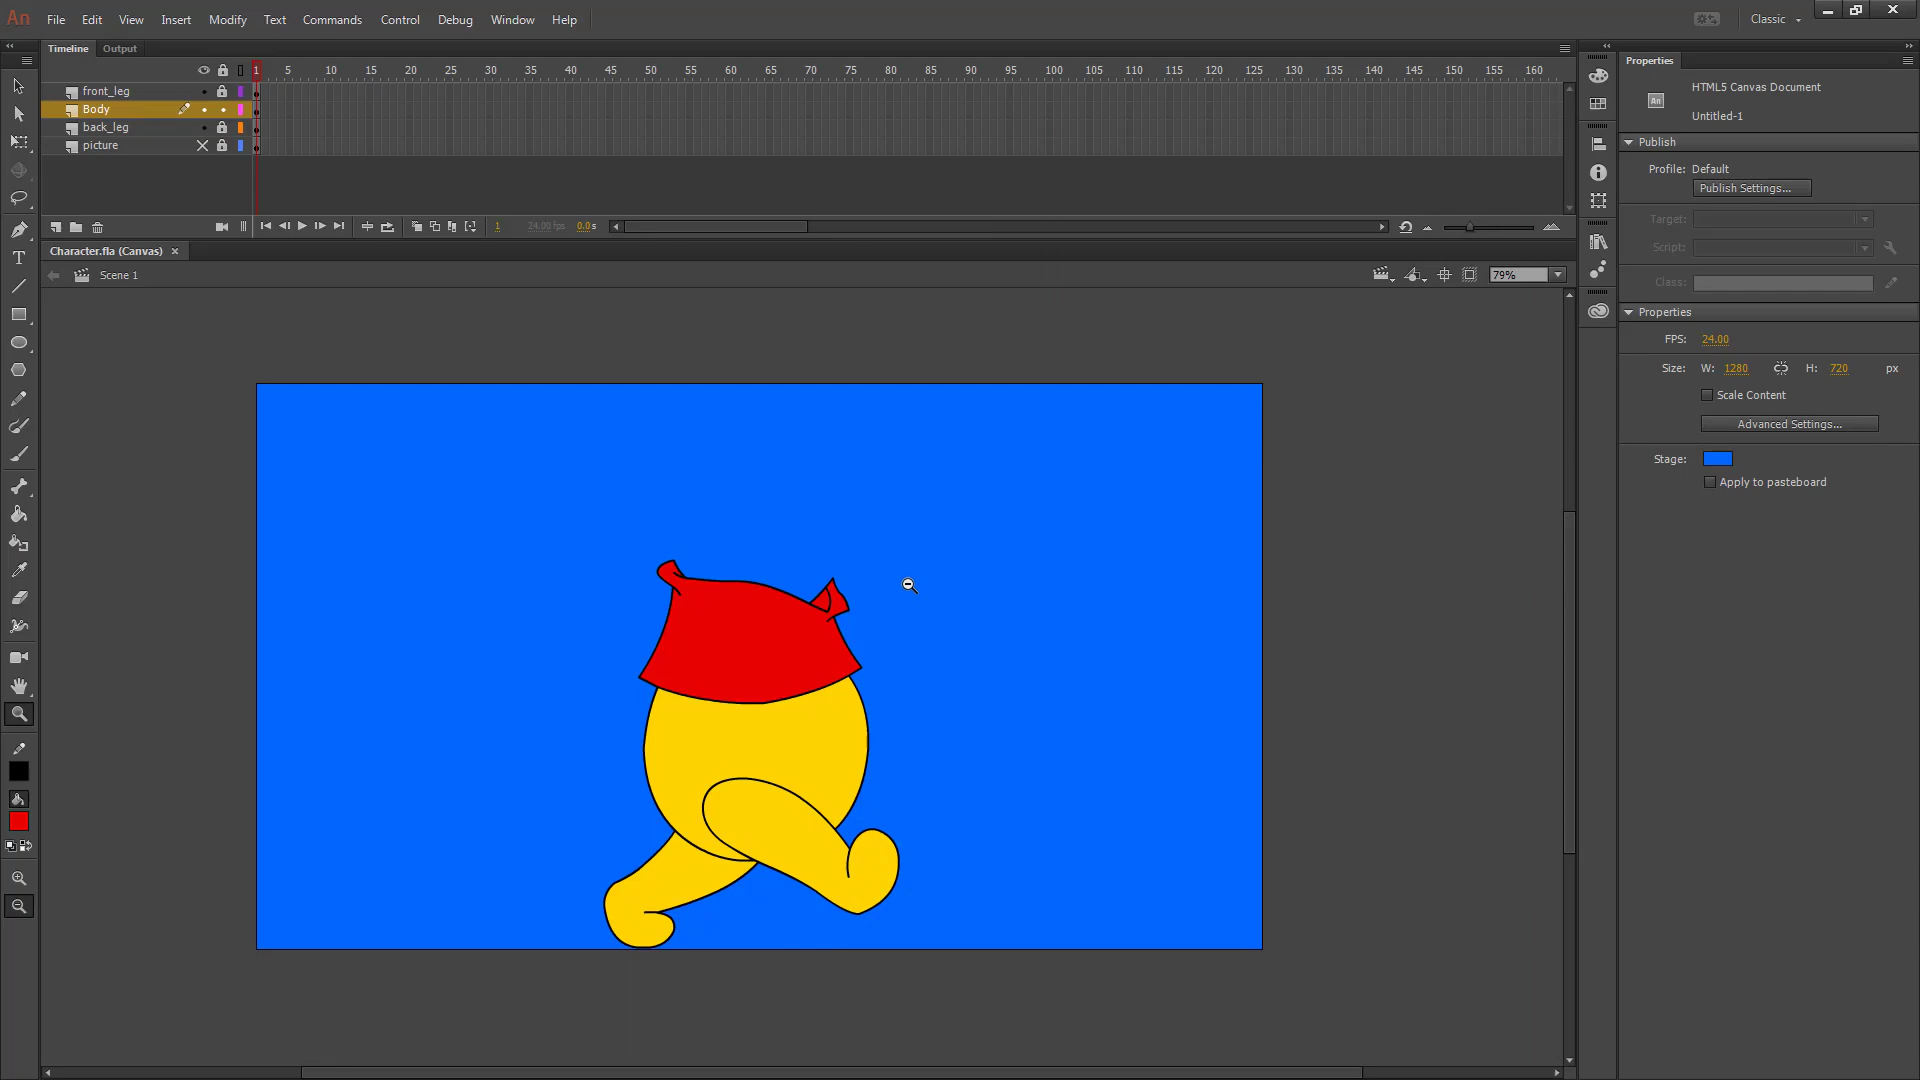 An File Edit View Insert Modify Text Commands Control Debug Window Help Classic
Timeline Output
1 5 10 15 20 25 30 35 40 45 50 55 60 65 70 75 80 85 90 95 100 105 110 115 120 125 130 135 140 145 150 155 160
front_leg
Body
back_leg
picture
1 24.00 fps 0.0 s
Character.fla (Canvas)
Scene 1
79%
T
Properties
HTML5 Canvas Document
An
Untitled-1
Publish
Profile: Default
Publish Settings...
Target:
Script:
Class:
Properties
FPS: 24.00
Size: W: 1280 H: 720 px
Scale Content
Advanced Settings...
Stage:
Apply to pasteboard